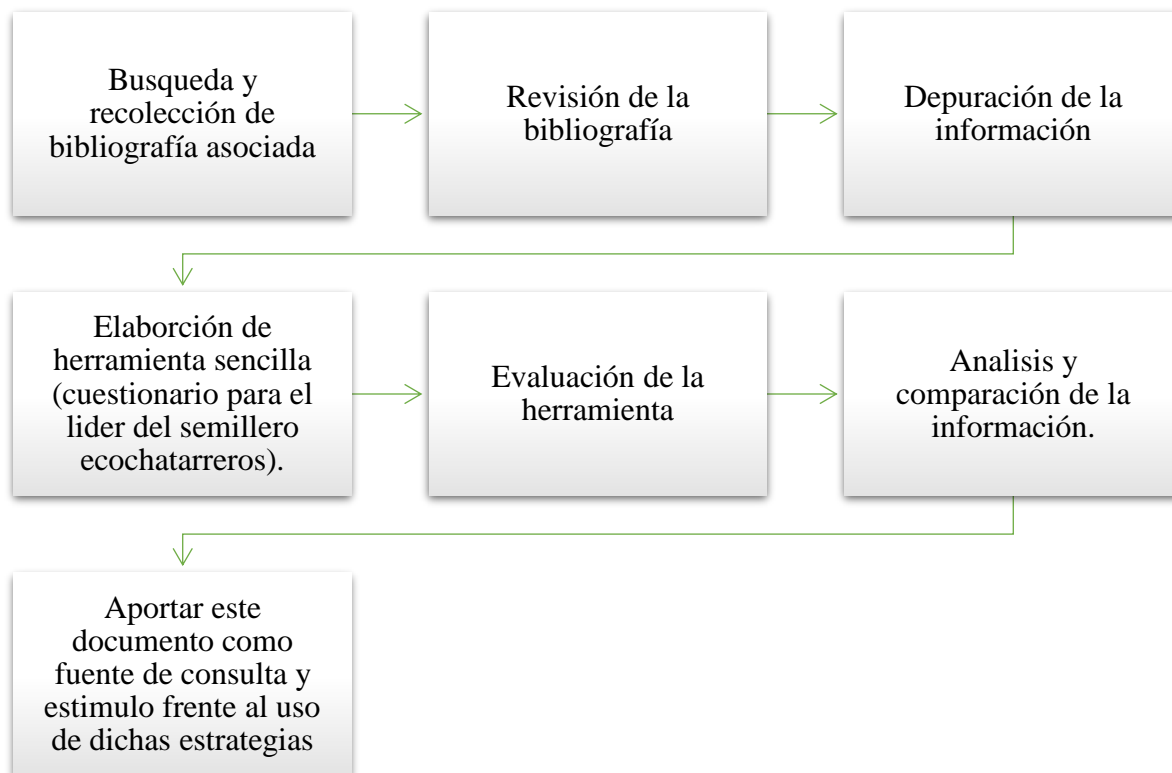 Busqueda y
recolección de
bibliografía asociada
Revisión de la
bibliografía
Depuración de la
información
Elaborción de
herramienta sencilla
(cuestionario para el
lider del semillero
ecochatarreros).
Evaluación de la
herramienta
Analisis y
comparación de la
información.
Aportar este
documento como
fuente de consulta y
estimulo frente al uso
de dichas estrategias